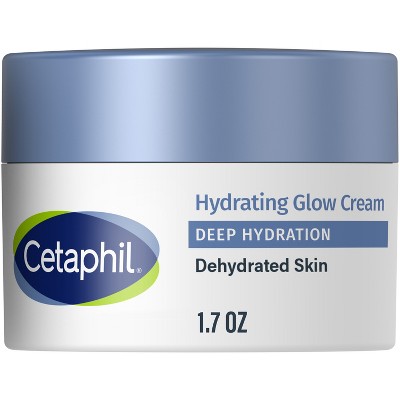 Hydrating Glow Cream
DEEP HYDRATION
Cetaphil®
Dehydrated Skin
1.7 OZ